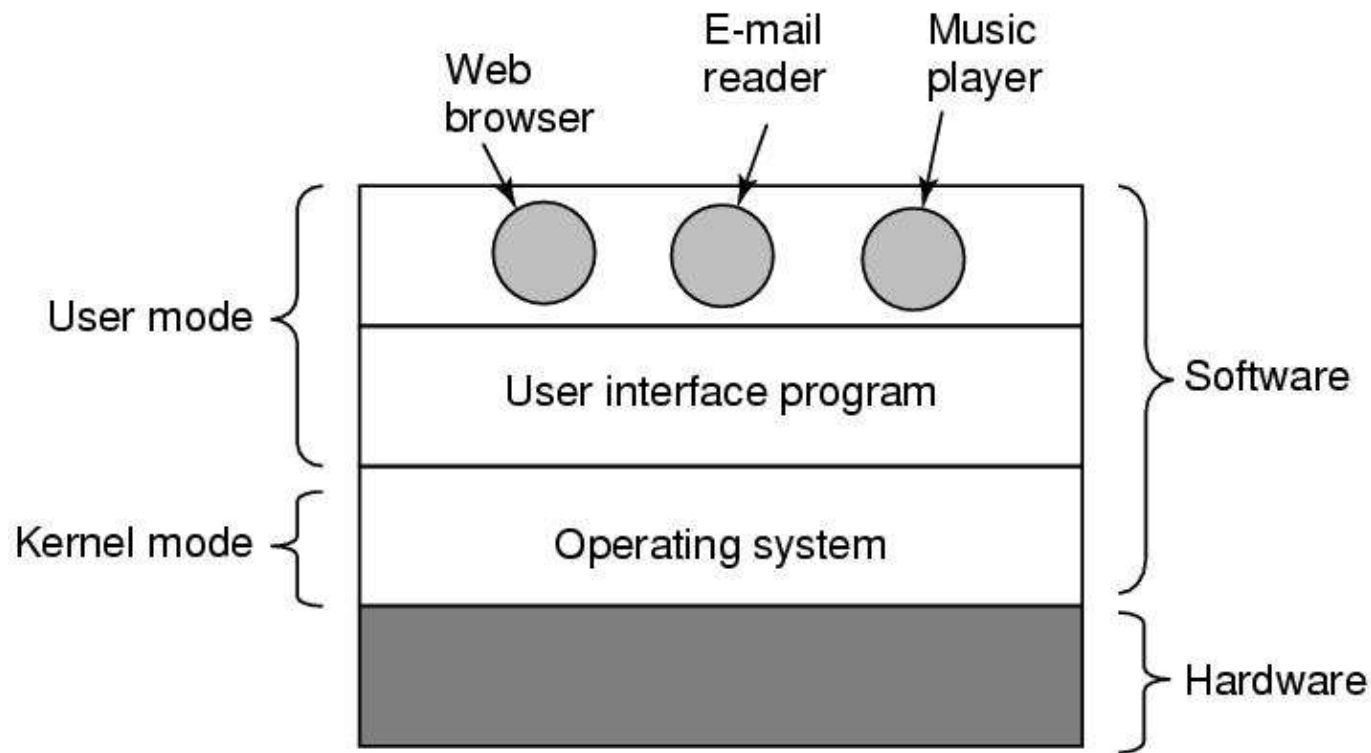 Web
browser
E-mail
reader
Music
player
User mode
User interface program
Software
Kernel mode
Operating system
Hardware